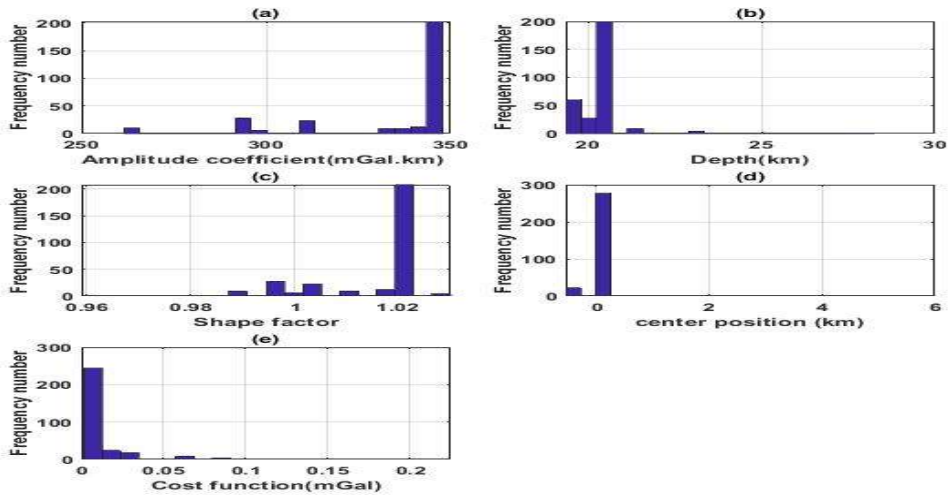 (a)
Frequency number
200
150
100
50
0
250 300 350
Amplitude coefficient(mGal.km)
(b)
Frequency number
200
150
100
50
0
20 25 30
Depth(km)
(c)
Frequency number
200
150
100
50
0
0.96 0.98 1 1.02
Shape factor
(d)
Frequency number
300
200
100
0
0 2 4 6
center position (km)
(e)
Frequency number
300
200
100
0
0 0.05 0.1 0.15 0.2
Cost function(mGal)